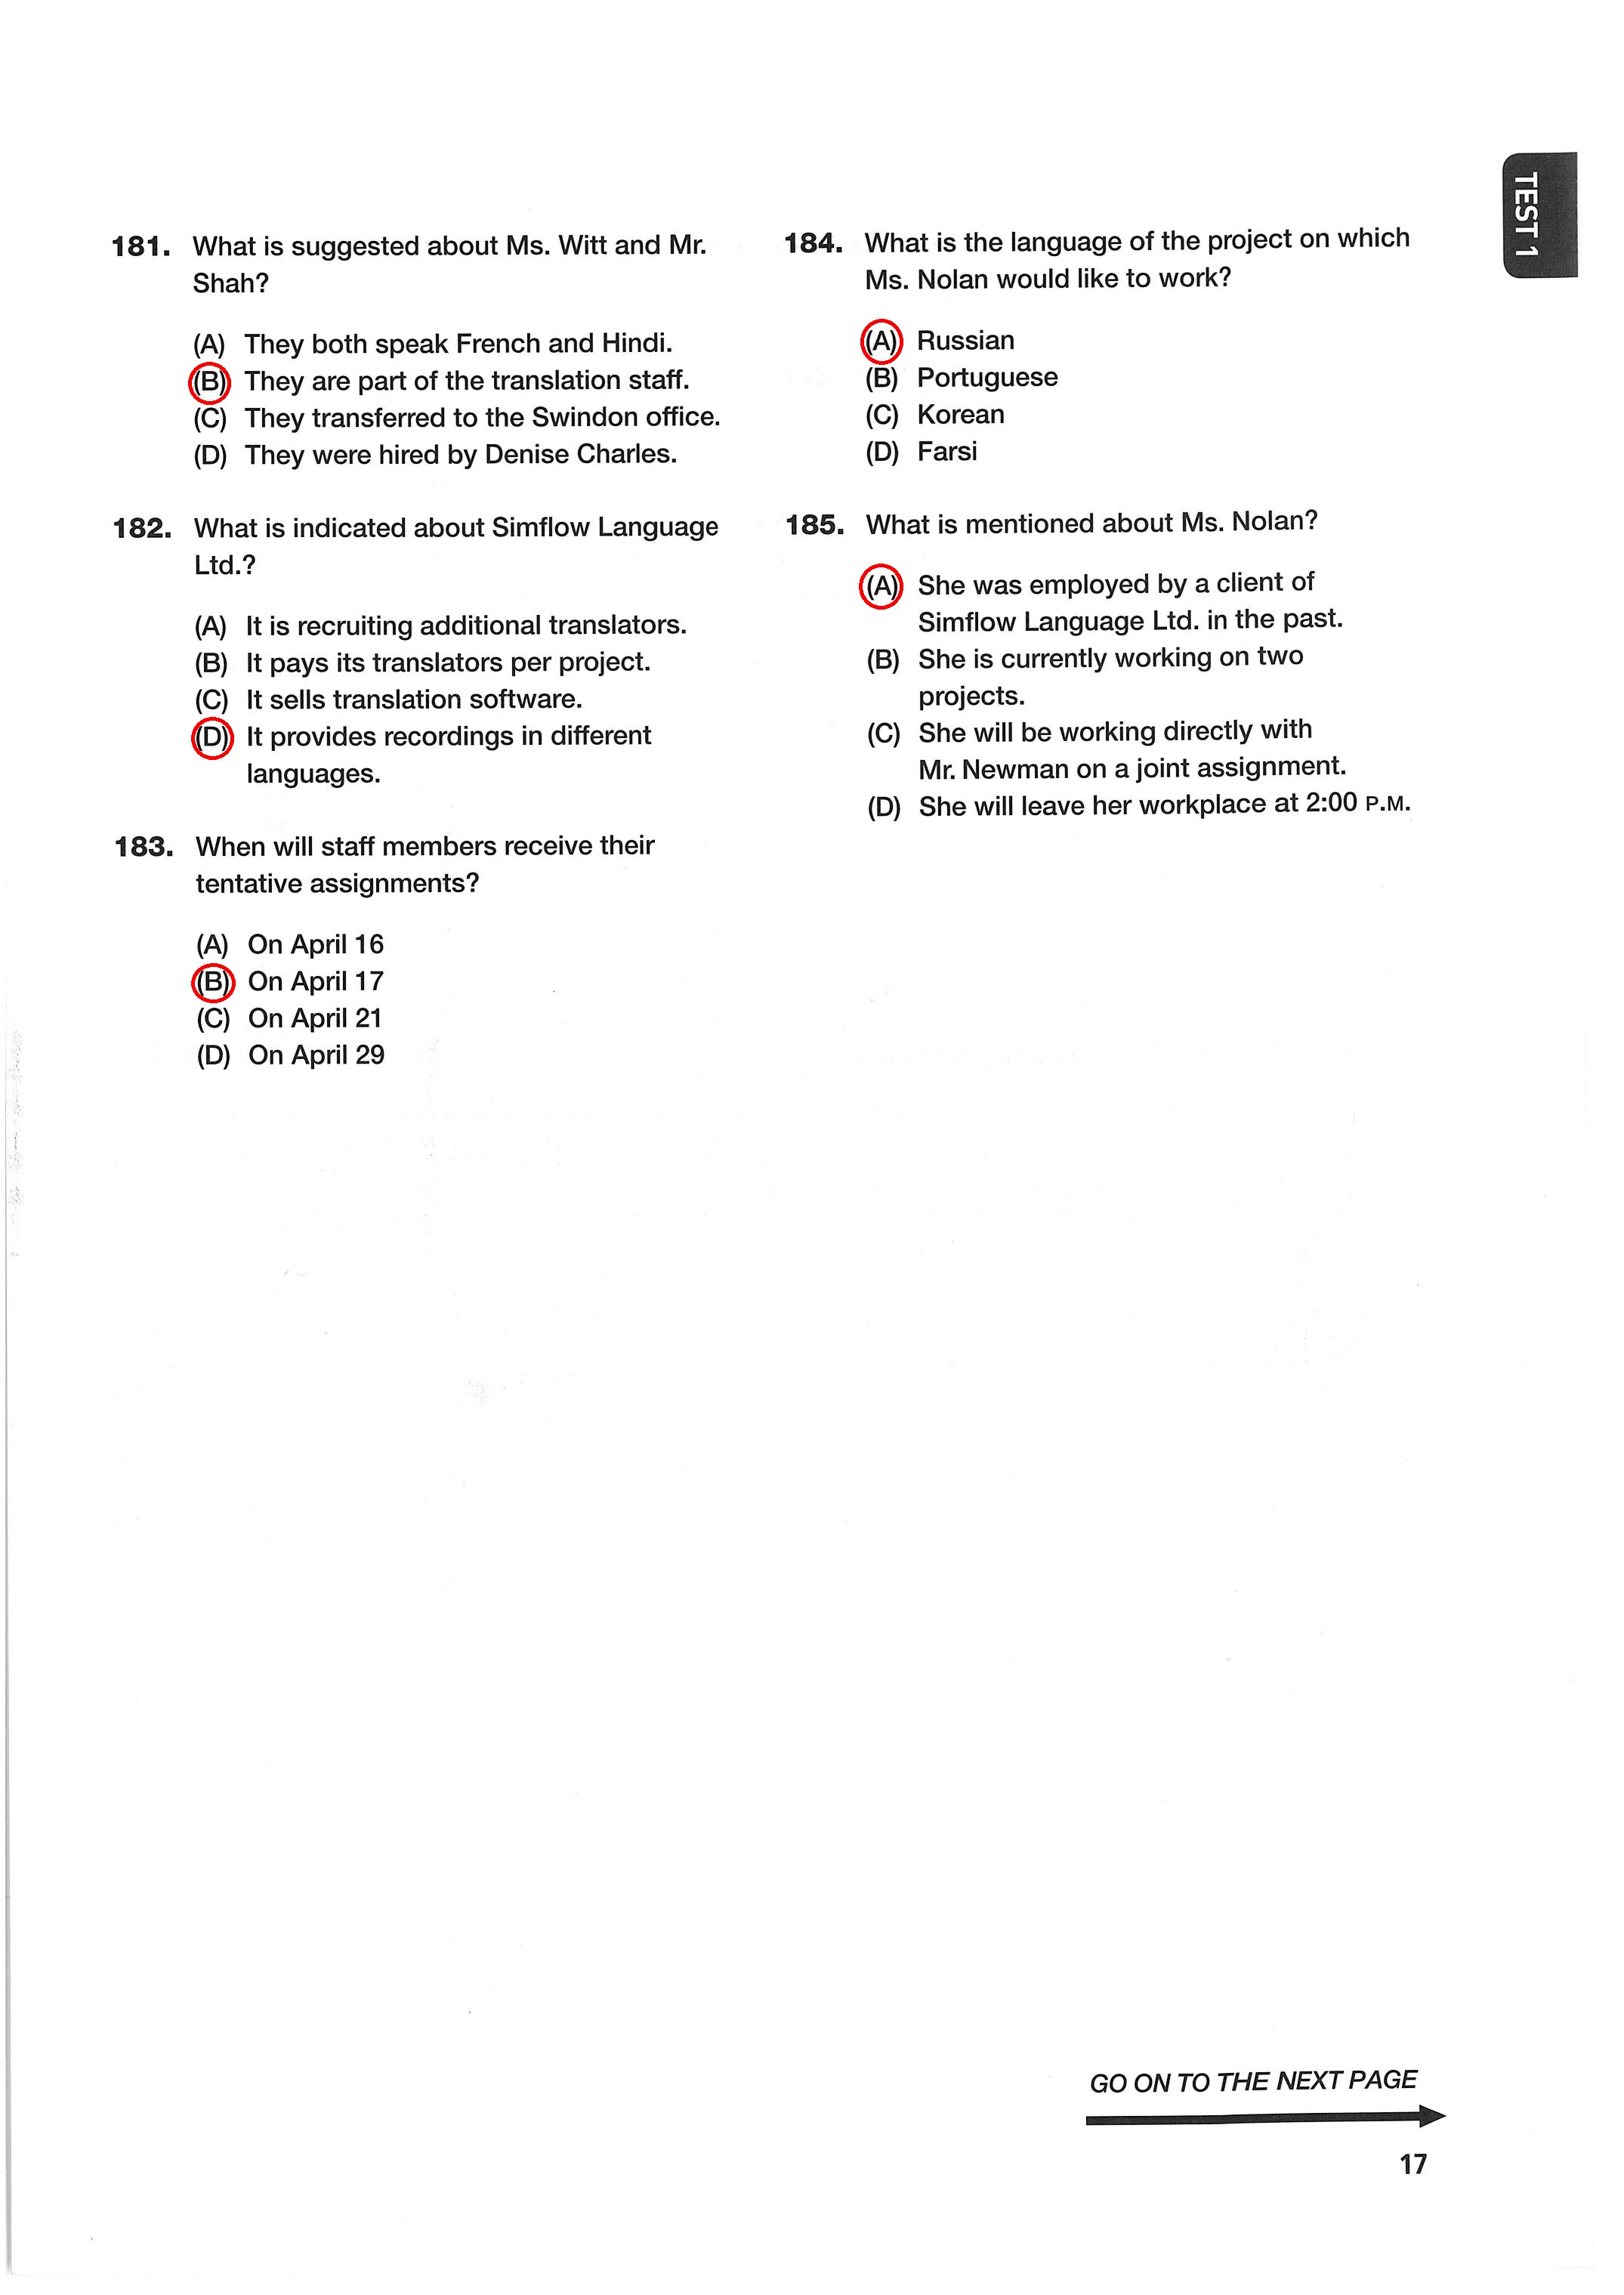 TEST 1
181. What is suggested about Ms. Witt and Mr.
Shah?
(A) They both speak French and Hindi.
(B) They are part of the translation staff.
(C) They transferred to the Swindon office.
(D) They were hired by Denise Charles.
182. What is indicated about Simflow Language
Ltd.?
(A) It is recruiting additional translators.
(B) It pays its translators per project.
(C) It sells translation software.
(D) It provides recordings in different
languages.
183. When will staff members receive their
tentative assignments?
(A) On April 16
(B) On April 17
(C) On April 21
(D) On April 29
184. What is the language of the project on which
Ms. Nolan would like to work?
(A) Russian
(B) Portuguese
(C) Korean
(D) Farsi
185. What is mentioned about Ms. Nolan?
(A) She was employed by a client of
Simflow Language Ltd. in the past.
(B) She is currently working on two
projects.
(C) She will be working directly with
Mr. Newman on a joint assignment.
(D) She will leave her workplace at 2:00 P.M.
GO ON TO THE NEXT PAGE
17